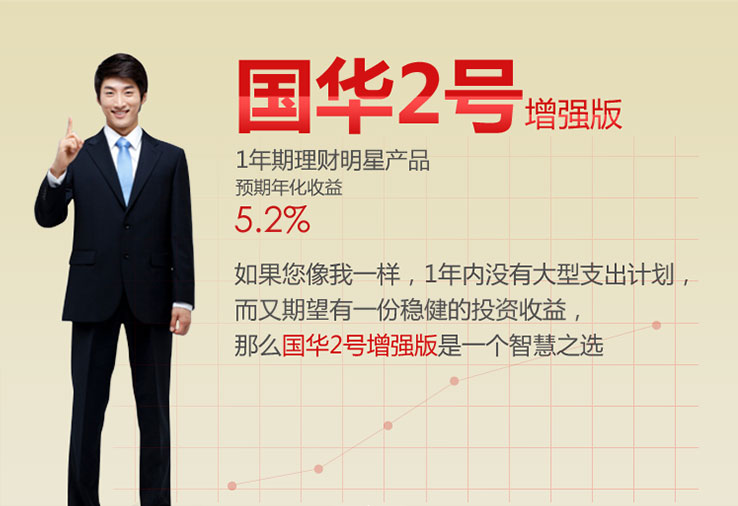 国华2号增强版
1年期理财明星产品
预期年化收益
5.2%
如果您像我一样，1年内没有大型支出计划，
而又期望有一份稳健的投资收益，
那么国华2号增强版是一个智慧之选